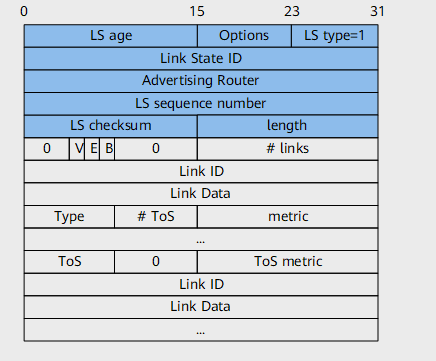 0 15 23 31
LS age Options LS type=1
Link State ID
Advertising Router
LS sequence number
LS checksum length
0 V E B 0 # links
Link ID
Link Data
Type # ToS metric
...
ToS 0 ToS metric
Link ID
Link Data
...